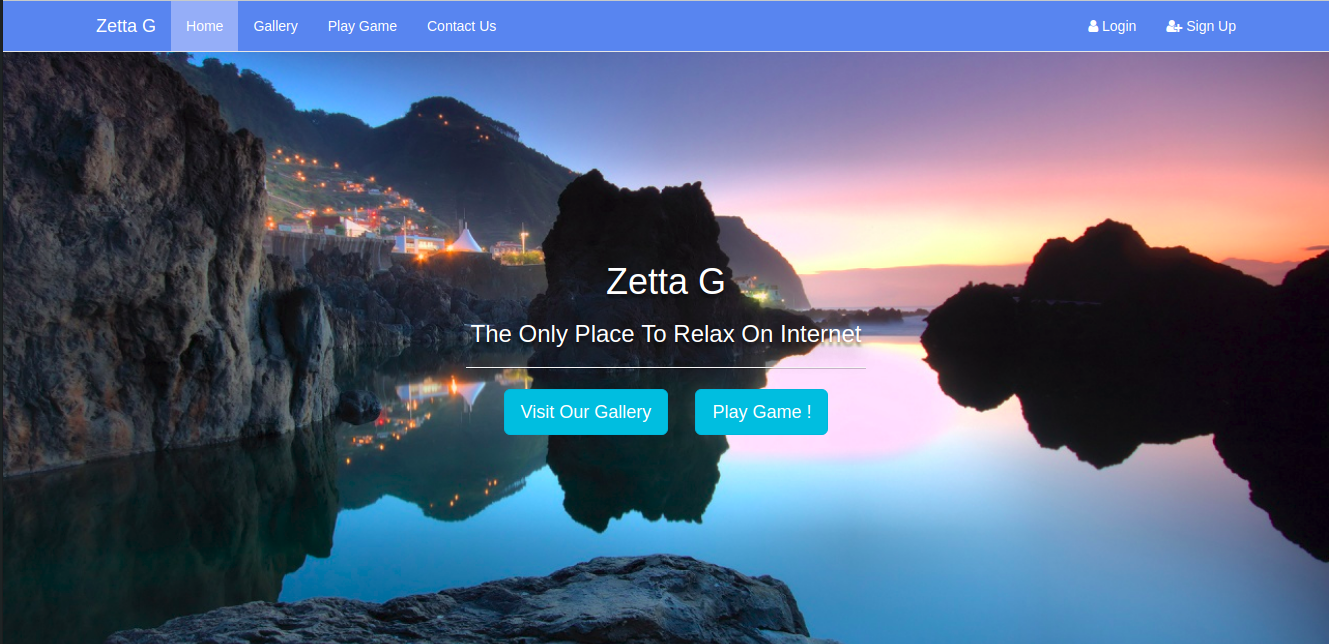 Zetta G Home Gallery Play Game Contact Us Login Sign Up
Zetta G
The Only Place To Relax On Internet
Visit Our Gallery Play Game !